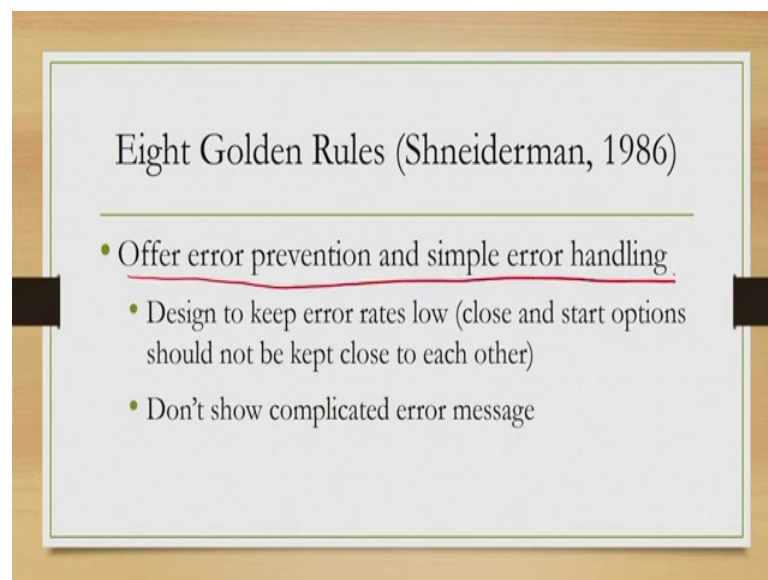 Eight Golden Rules (Shneiderman, 1986)
• Offer error prevention and simple error handling
• Design to keep error rates low (close and start options
should not be kept close to each other)
• Don't show complicated error message